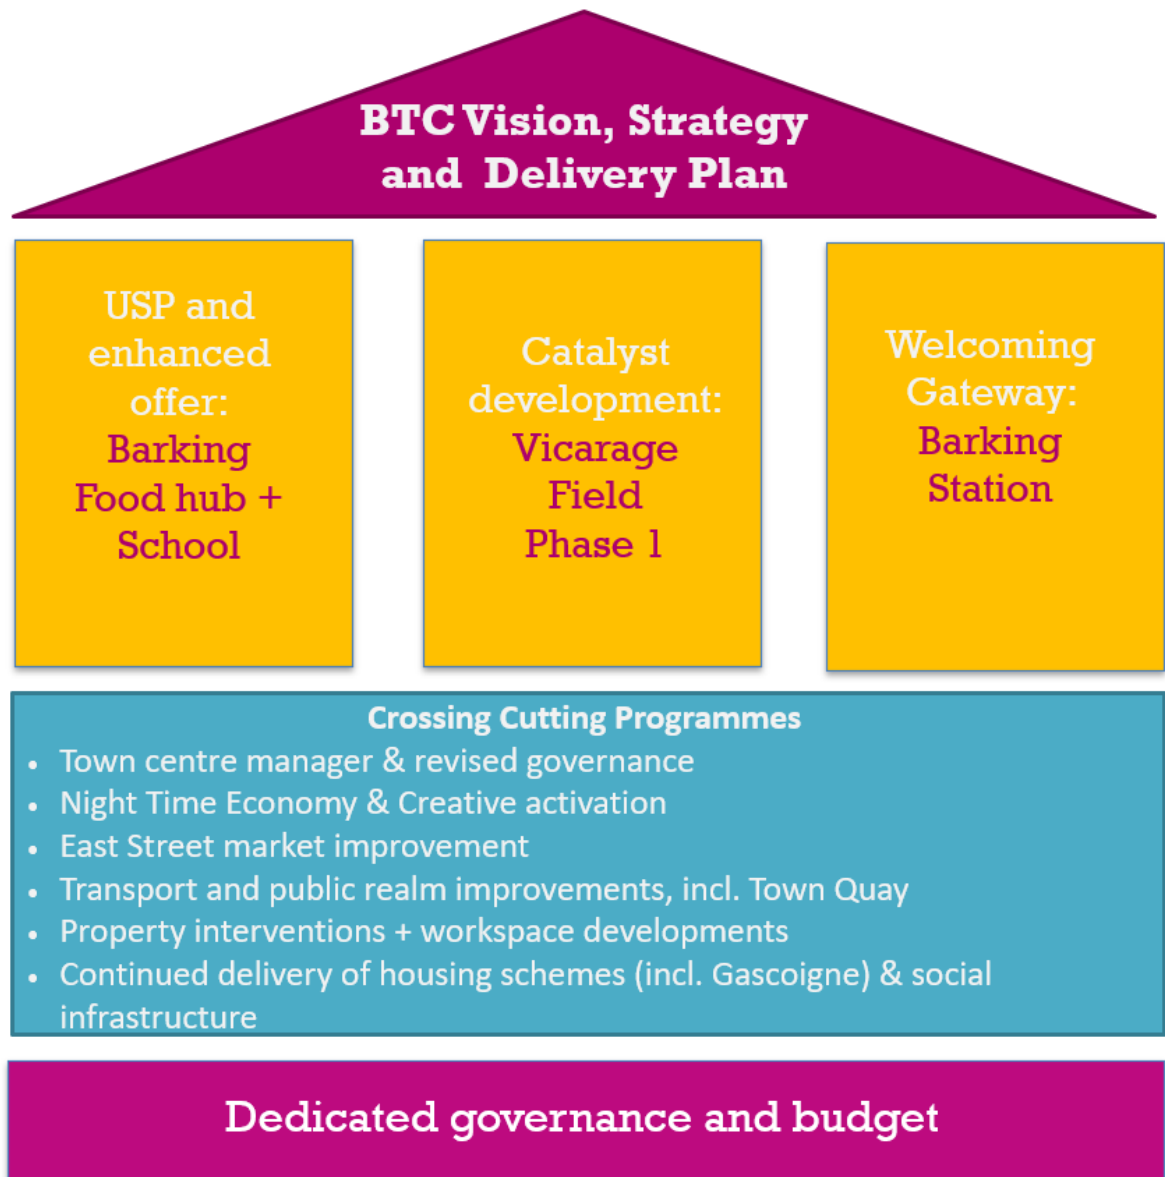 BTC Vision, Strategy
and Delivery Plan
USP and
enhanced
offer:
Barking
Food hub +
School
Catalyst
development:
Vicarage
Field
Phase 1
Welcoming
Gateway:
Barking
Station
Crossing Cutting Programmes
• Town centre manager & revised governance
• Night Time Economy & Creative activation
• East Street market improvement
• Transport and public realm improvements, incl. Town Quay
• Property interventions + workspace developments
• Continued delivery of housing schemes (incl. Gascoigne) & social
infrastructure
Dedicated governance and budget